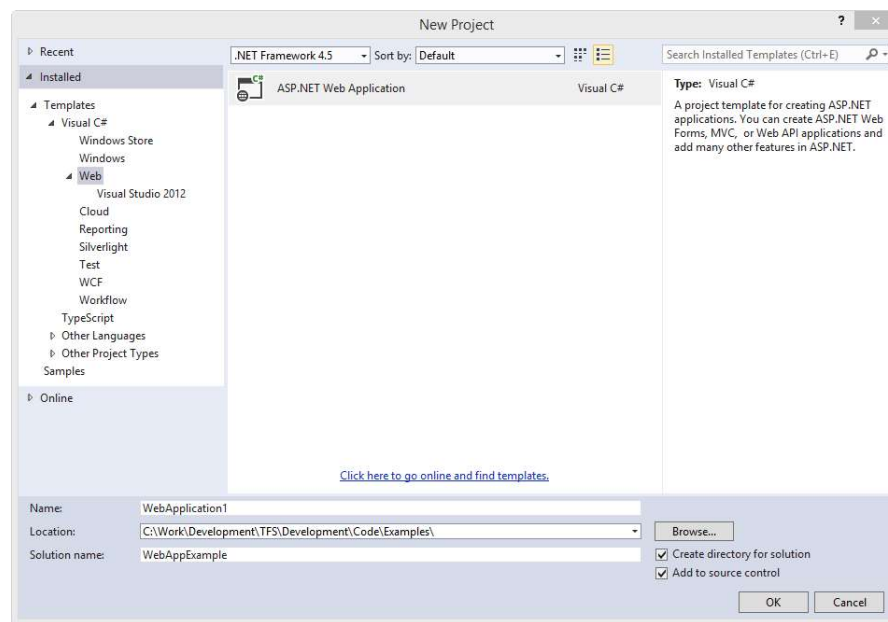 New Project
?
Recent
Installed
Templates
Visual C#
Windows Store
Windows
Web
Visual Studio 2012
Cloud
Reporting
Silverlight
Test
WCF
Workflow
TypeScript
Other Languages
Other Project Types
Samples
Online
.NET Framework 4.5
Sort by: Default
Search Installed Templates (Ctrl+E)
C#
ASP.NET Web Application
Visual C#
Type: Visual C#
A project template for creating ASP.NET
applications. You can create ASP.NET Web
Forms, MVC, or Web API applications and
add many other features in ASP.NET.
Click here to go online and find templates.
Name: WebApplication1
Location: C:\Work\Development\TFS\Development\Code\Examples\
Browse...
Solution name: WebAppExample
Create directory for solution
Add to source control
OK
Cancel